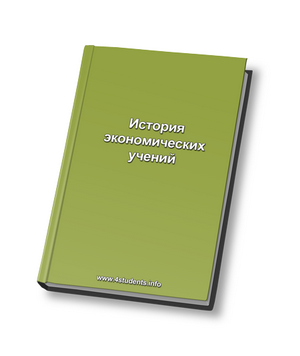 История
экономических
учений
www.4students.info